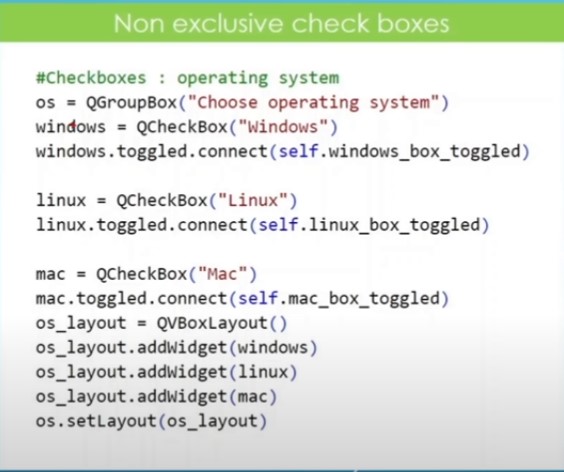 Non exclusive check boxes
#Checkboxes : operating system
os = QGroupBox("Choose operating system")
windows = QCheckBox("Windows")
windows.toggled.connect(self.windows_box_toggled)
linux = QCheckBox("Linux")
linux.toggled.connect(self.linux_box_toggled)
mac = QCheckBox("Mac")
mac.toggled.connect(self.mac_box_toggled)
os_layout = QVBoxLayout()
os_layout.addWidget(windows)
os_layout.addWidget(linux)
os_layout.addWidget(mac)
os.setLayout(os_layout)